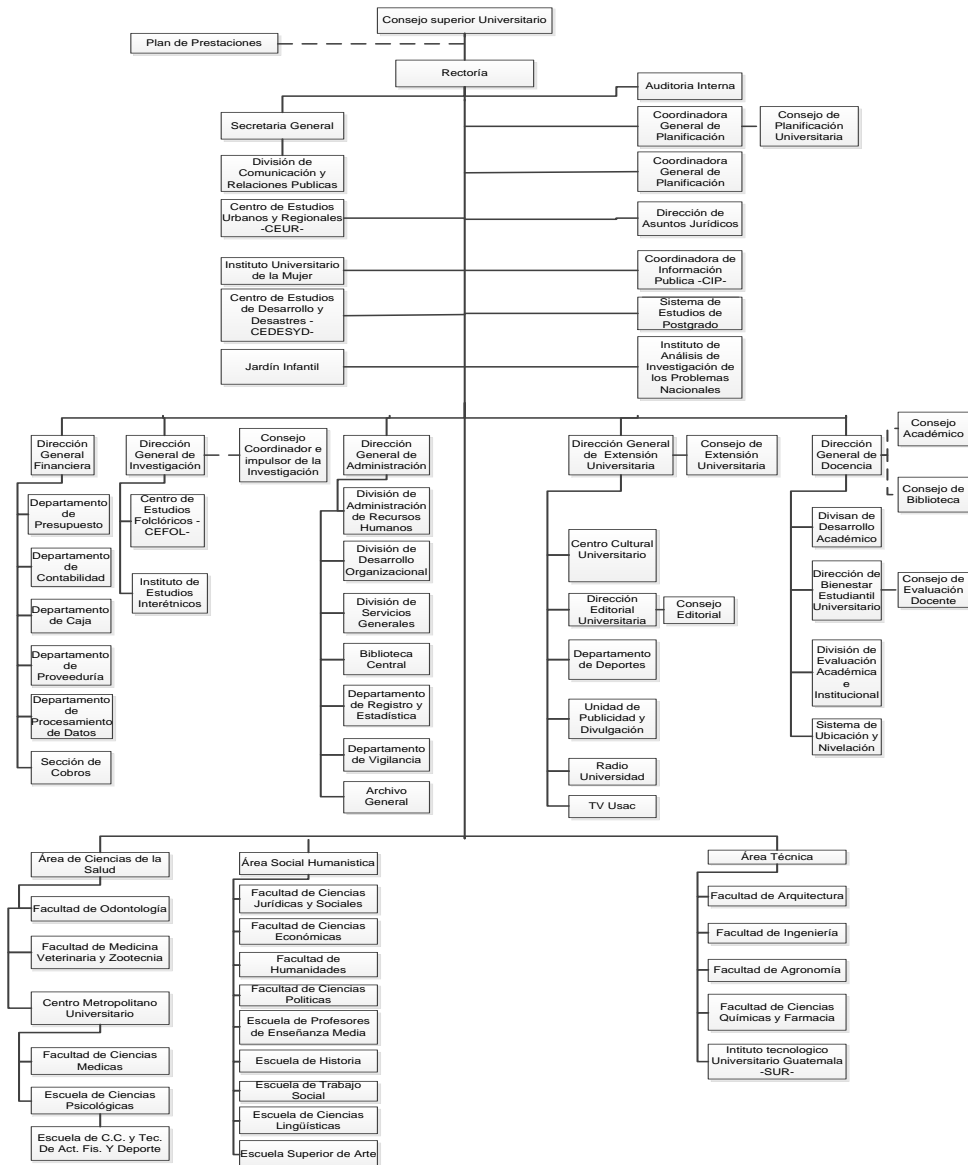 Consejo superior Universitario
Plan de Prestaciones
Rectoría
Auditoria Interna
Secretaria General
Coordinadora
General de
Planificación
Consejo de
Planificación
Universitaria
División de
Comunicación y
Relaciones Publicas
Coordinadora
General de
Planificación
Centro de Estudios
Urbanos y Regionales
-CEUR-
Dirección de
Asuntos Jurídicos
Instituto Universitario
de la Mujer
Coordinadora de
Información
Publica -CIP-
Centro de Estudios
de Desarrollo y
Desastres -
CEDESYD-
Sistema de
Estudios de
Postgrado
Jardín Infantil
Instituto de
Análisis de
Investigación de
los Problemas
Nacionales
Dirección
General
Financiera
Dirección
General de
Investigación
Consejo
Coordinador e
impulsor de la
Investigación
Dirección
General de
Administración
Dirección General
de Extensión
Universitaria
Consejo de
Extensión
Universitaria
Dirección
General de
Docencia
Consejo
Académico
Consejo de
Biblioteca
Departamento
de
Presupuesto
Departamento
de
Contabilidad
Departamento
de Caja
Departamento
de
Proveeduría
Departamento
de
Procesamiento
de Datos
Sección de
Cobros
Centro de
Estudios
Folclóricos -
CEFOL-
Instituto de
Estudios
Interétnicos
División de
Administración
de Recursos
Humanos
División de
Desarrollo
Organizacional
División de
Servicios
Generales
Biblioteca
Central
Departamento
de Registro y
Estadística
Departamento
de Vigilancia
Archivo
General
Centro Cultural
Universitario
Dirección
Editorial
Universitaria
Consejo
Editorial
Departamento
de Deportes
Unidad de
Publicidad y
Divulgación
Radio
Universidad
TV Usac
Divisan de
Desarrollo
Académico
Dirección de
Bienestar
Estudiantil
Universitario
Consejo de
Evaluación
Docente
División de
Evaluación
Académica
e
Institucional
Sistema de
Ubicación y
Nivelación
Área de Ciencias de la
Salud
Facultad de Odontología
Facultad de Medicina
Veterinaria y Zootecnia
Centro Metropolitano
Universitario
Facultad de Ciencias
Medicas
Escuela de Ciencias
Psicológicas
Escuela de C.C. y Tec.
De Act. Fis. Y Deporte
Área Social Humanistica
Facultad de Ciencias
Jurídicas y Sociales
Facultad de Ciencias
Económicas
Facultad de
Humanidades
Facultad de Ciencias
Politicas
Escuela de Profesores
de Enseñanza Media
Escuela de Historia
Escuela de Trabajo
Social
Escuela de Ciencias
Lingüísticas
Escuela Superior de Arte
Área Técnica
Facultad de Arquitectura
Facultad de Ingeniería
Facultad de Agronomía
Facultad de Ciencias
Químicas y Farmacia
Intituto tecnologico
Universitario Guatemala
-SUR-